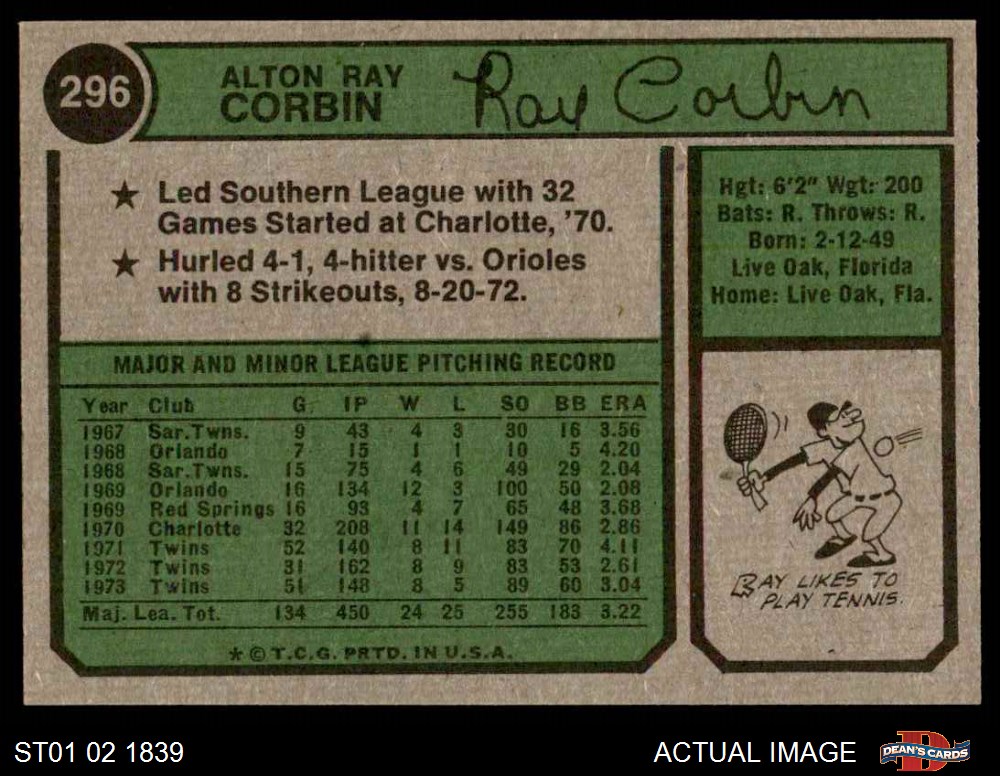 296
ALTON RAY
CORBIN
Ray Corbin
★ Led Southern League with 32
Games Started at Charlotte, '70.
★ Hurled 4-1, 4-hitter vs. Orioles
with 8 Strikeouts, 8-20-72.
Hgt: 6'2" Wgt: 200
Bats: R. Throws: R.
Born: 2-12-49
Live Oak, Florida
Home: Live Oak, Fla.
MAJOR AND MINOR LEAGUE PITCHING RECORD
Year Club G IP W L SO BB ERA
1967 Sar.Twns. 9 43 4 3 30 16 3.56
1968 Orlando 7 15 1 1 10 5 4.20
1968 Sar.Twns. 15 75 4 6 49 29 2.04
1969 Orlando 16 134 12 3 100 50 2.08
1969 Red Springs 16 93 4 7 65 48 3.68
1970 Charlotte 32 208 11 14 149 86 2.86
1971 Twins 52 140 8 11 83 70 4.11
1972 Twins 31 162 8 9 83 53 2.61
1973 Twins 51 148 8 5 89 60 3.04
Maj. Lea. Tot. 134 450 24 25 255 183 3.22
* © T.C.G. PRTD. IN U.S.A.
RAY LIKES TO
PLAY TENNIS.
ST01 02 1839
ACTUAL IMAGE
D
DEAN'S CARDS